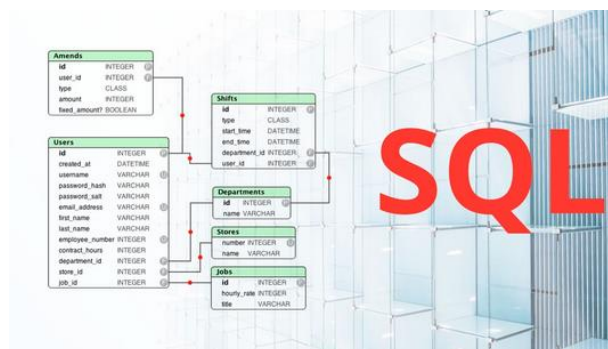 Amends
id INTEGER
user_id INTEGER
type CLASS
amount INTEGER
fixed_amount? BOOLEAN
Shifts
id INTEGER
type CLASS
start_time DATETIME
end_time DATETIME
department_id INTEGER
user_id INTEGER
Users
id INTEGER
created_at DATETIME
username VARCHAR
password_hash VARCHAR
password_salt VARCHAR
email_address VARCHAR
first_name VARCHAR
last_name VARCHAR
employee_number INTEGER
contract_hours INTEGER
department_id INTEGER
store_id INTEGER
job_id INTEGER
Departments
id INTEGER
name VARCHAR
Stores
number INTEGER
name VARCHAR
Jobs
id INTEGER
hourly_rate INTEGER
title VARCHAR
SQL